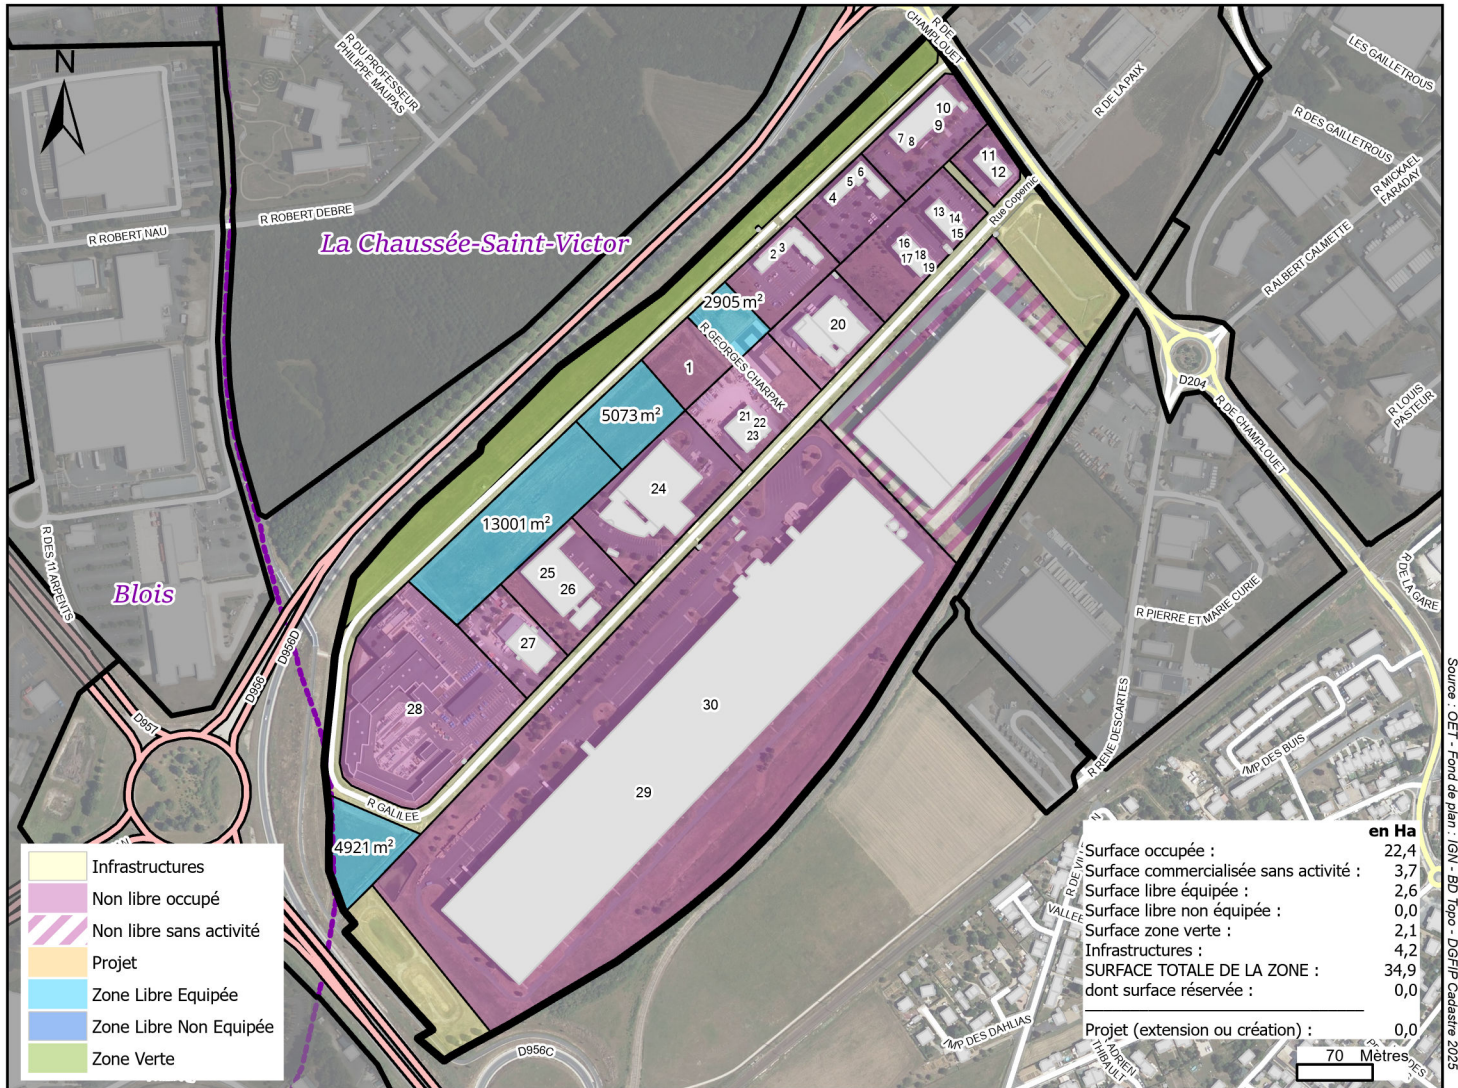 N
R DU PROFESSEUR
PHILIPPE MAUPAS
R DE
CHAMPLOUET
R DE LA PAIX
LES GAILLETROUS
R DES GAILLETROUS
R MICKAEL
FARADAY
R ALBERT CALMETTE
R ROBERT DEBRE
R ROBERT NAU
La Chaussée-Saint-Victor
10
9
7
8
11
12
6
5
4
Rue Copernic
13
14
15
16
17
18
19
3
2
2905 m²
20
R GEORGES CHARPAK
1
5073 m²
21
22
23
D204
R DE CHAMPLOUET
R LOUIS
PASTEUR
24
13001 m²
25
26
27
28
R DES 11 ARPENTS
Blois
D956D
D956
D957
R PIERRE ET MARIE CURIE
R DE LA GARE
R RENE DESCARTES
IMP DES BUIS
30
29
R GALILEE
4921 m²
D956C
IMP DES DAHLIAS
VALLEE
R ADRIEN
THIBAULT
Infrastructures
Non libre occupé
Non libre sans activité
Projet
Zone Libre Equipée
Zone Libre Non Equipée
Zone Verte
en Ha
Surface occupée : 22,4
Surface commercialisée sans activité : 3,7
Surface libre équipée : 2,6
Surface libre non équipée : 0,0
Surface zone verte : 2,1
Infrastructures : 4,2
SURFACE TOTALE DE LA ZONE : 34,9
dont surface réservée : 0,0
Projet (extension ou création) : 0,0
70 Mètres
Source : OET - Fond de plan : IGN - BD Topo - DGFIP Cadastre 2025